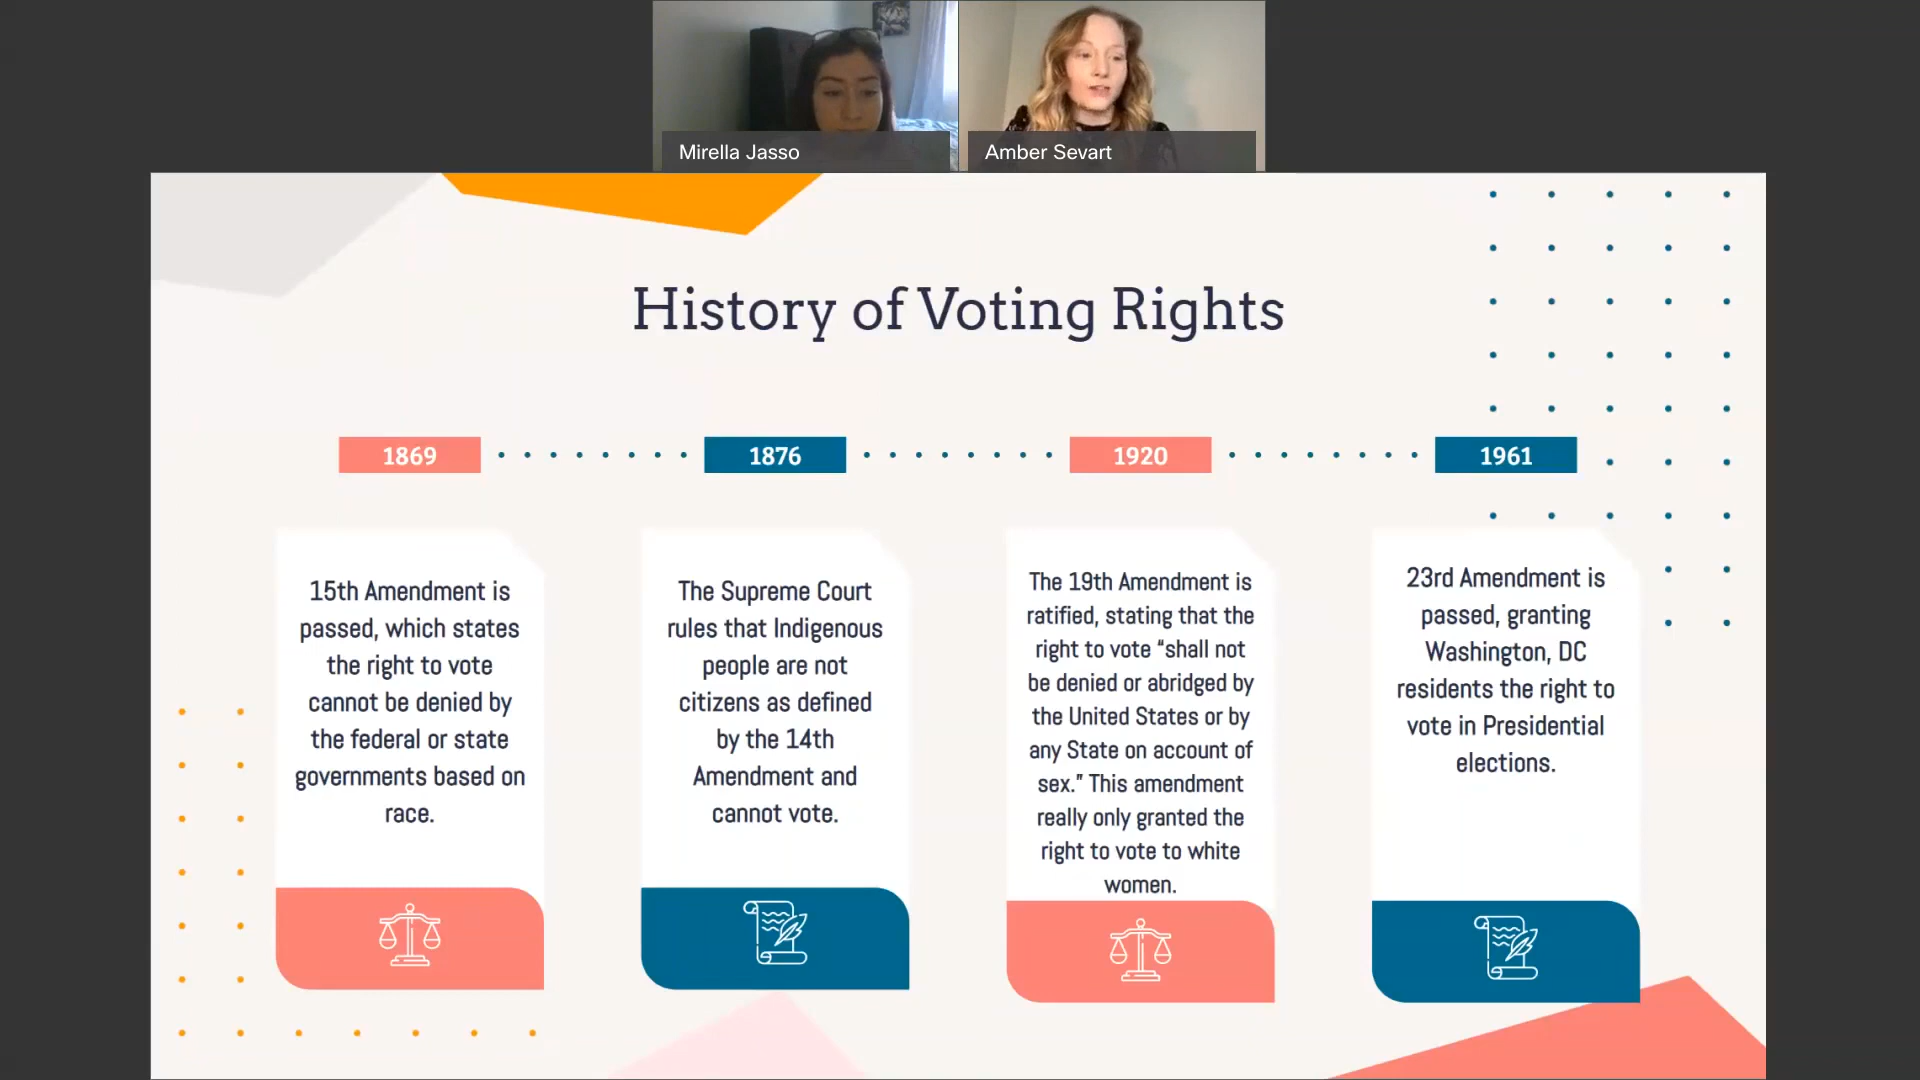 Mirella Jasso
Amber Sevart
History of Voting Rights
1869
1876
1920
1961
15th Amendment is
passed, which states
the right to vote
cannot be denied by
the federal or state
governments based on
race.
The Supreme Court
rules that Indigenous
people are not
citizens as defined
by the 14th
Amendment and
cannot vote.
The 19th Amendment is
ratified, stating that the
right to vote “shall not
be denied or abridged by
the United States or by
any State on account of
sex.” This amendment
really only granted the
right to vote to white
women.
23rd Amendment is
passed, granting
Washington, DC
residents the right to
vote in Presidential
elections.